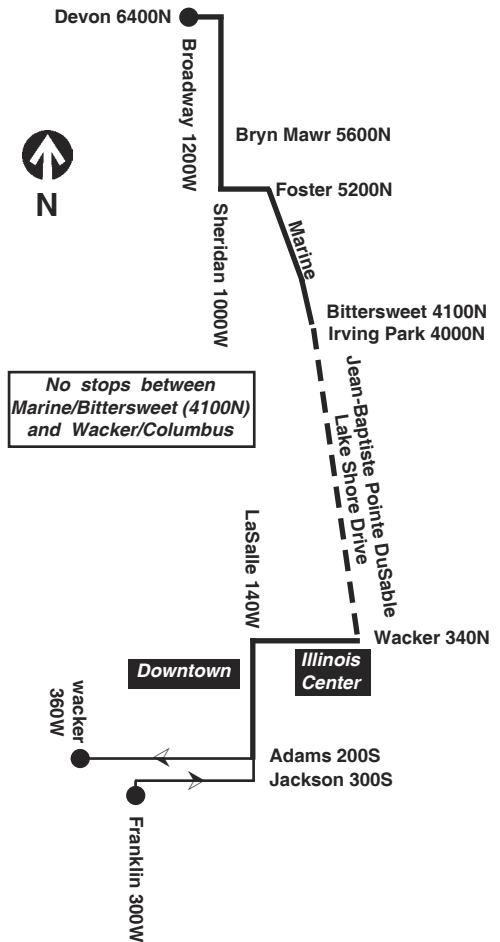 Devon 6400N
Broadway 1200W
Bryn Mawr 5600N
N
Foster 5200N
Sheridan 1000W
Marine
Bittersweet 4100N
Irving Park 4000N
No stops between
Marine/Bittersweet (4100N)
and Wacker/Columbus
Jean-Baptiste Pointe DuSable
Lake Shore Drive
LaSalle 140W
Wacker 340N
Downtown
Illinois
Center
wacker
360W
Adams 200S
Jackson 300S
Franklin 300W